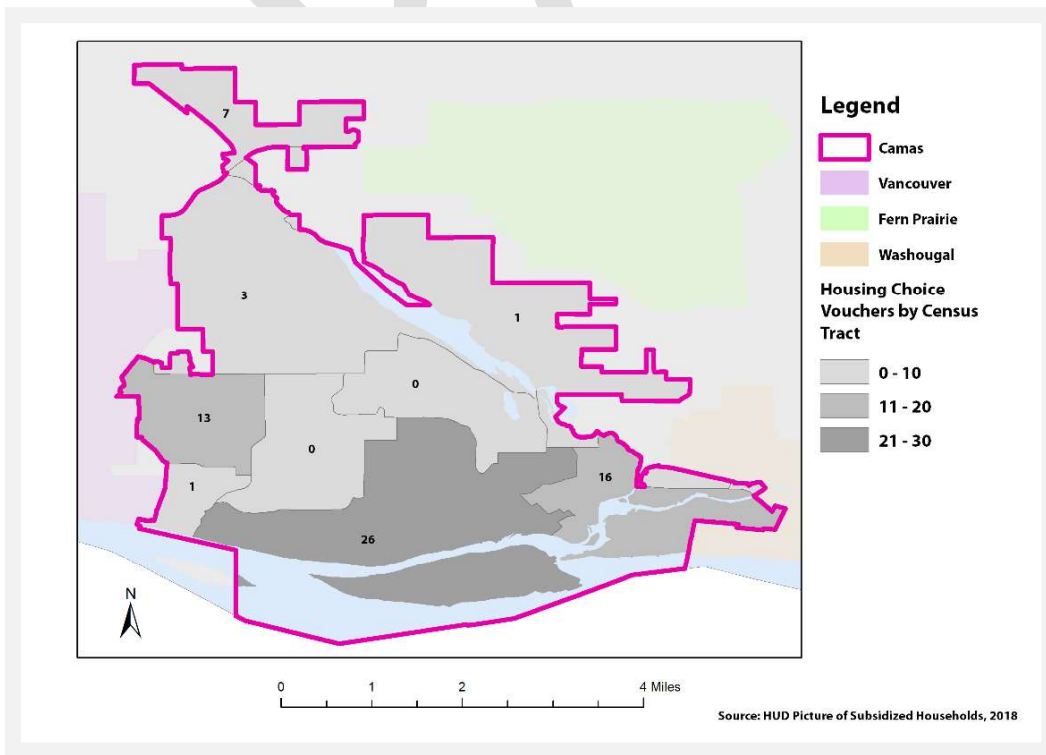 7
3
1
0
13
0
16
1
26
N
0 1 2 4 Miles
Legend
Camas
Vancouver
Fern Prairie
Washougal
Housing Choice
Vouchers by Census
Tract
0 - 10
11 - 20
21 - 30
Source: HUD Picture of Subsidized Households, 2018